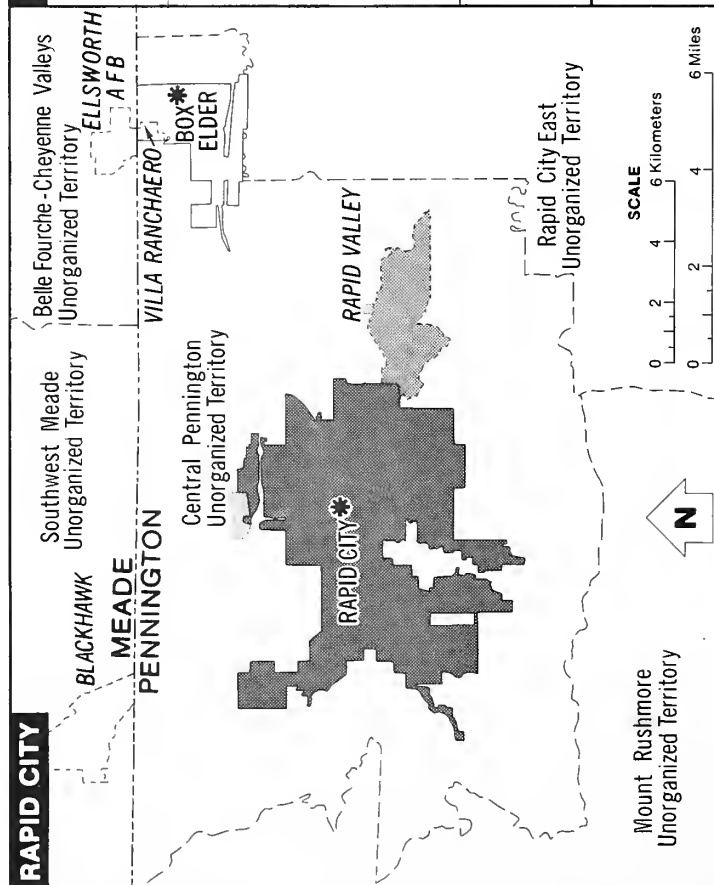 RAPID CITY
BLACKHAWK
MEADE
PENNINGTON
Southwest Meade
Unorganized Territory
Belle Fourche-Cheyenne Valleys
Unorganized Territory
ELLSWORTH
AFB
VILLA RANCHAERO
BOX
ELDER
Central Pennington
Unorganized Territory
RAPID CITY
RAPID VALLEY
Rapid City East
Unorganized Territory
Mount Rushmore
Unorganized Territory
N
SCALE
0 2 4 6 Kilometers
0 2 4 6 Miles